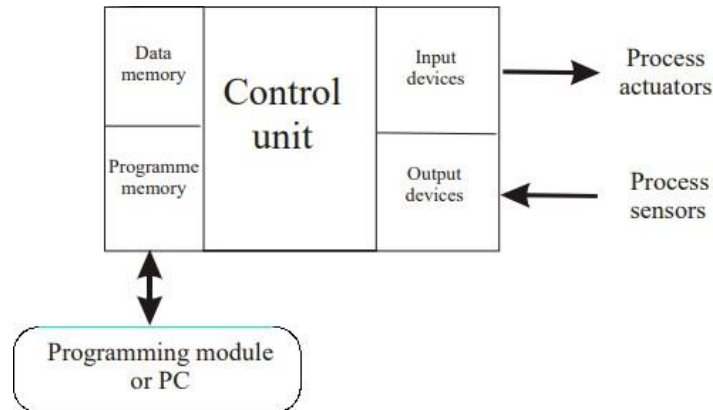 Data
memory
Programme
memory
Control
unit
Input
devices
Output
devices
Process
actuators
Process
sensors
Programming module
or PC